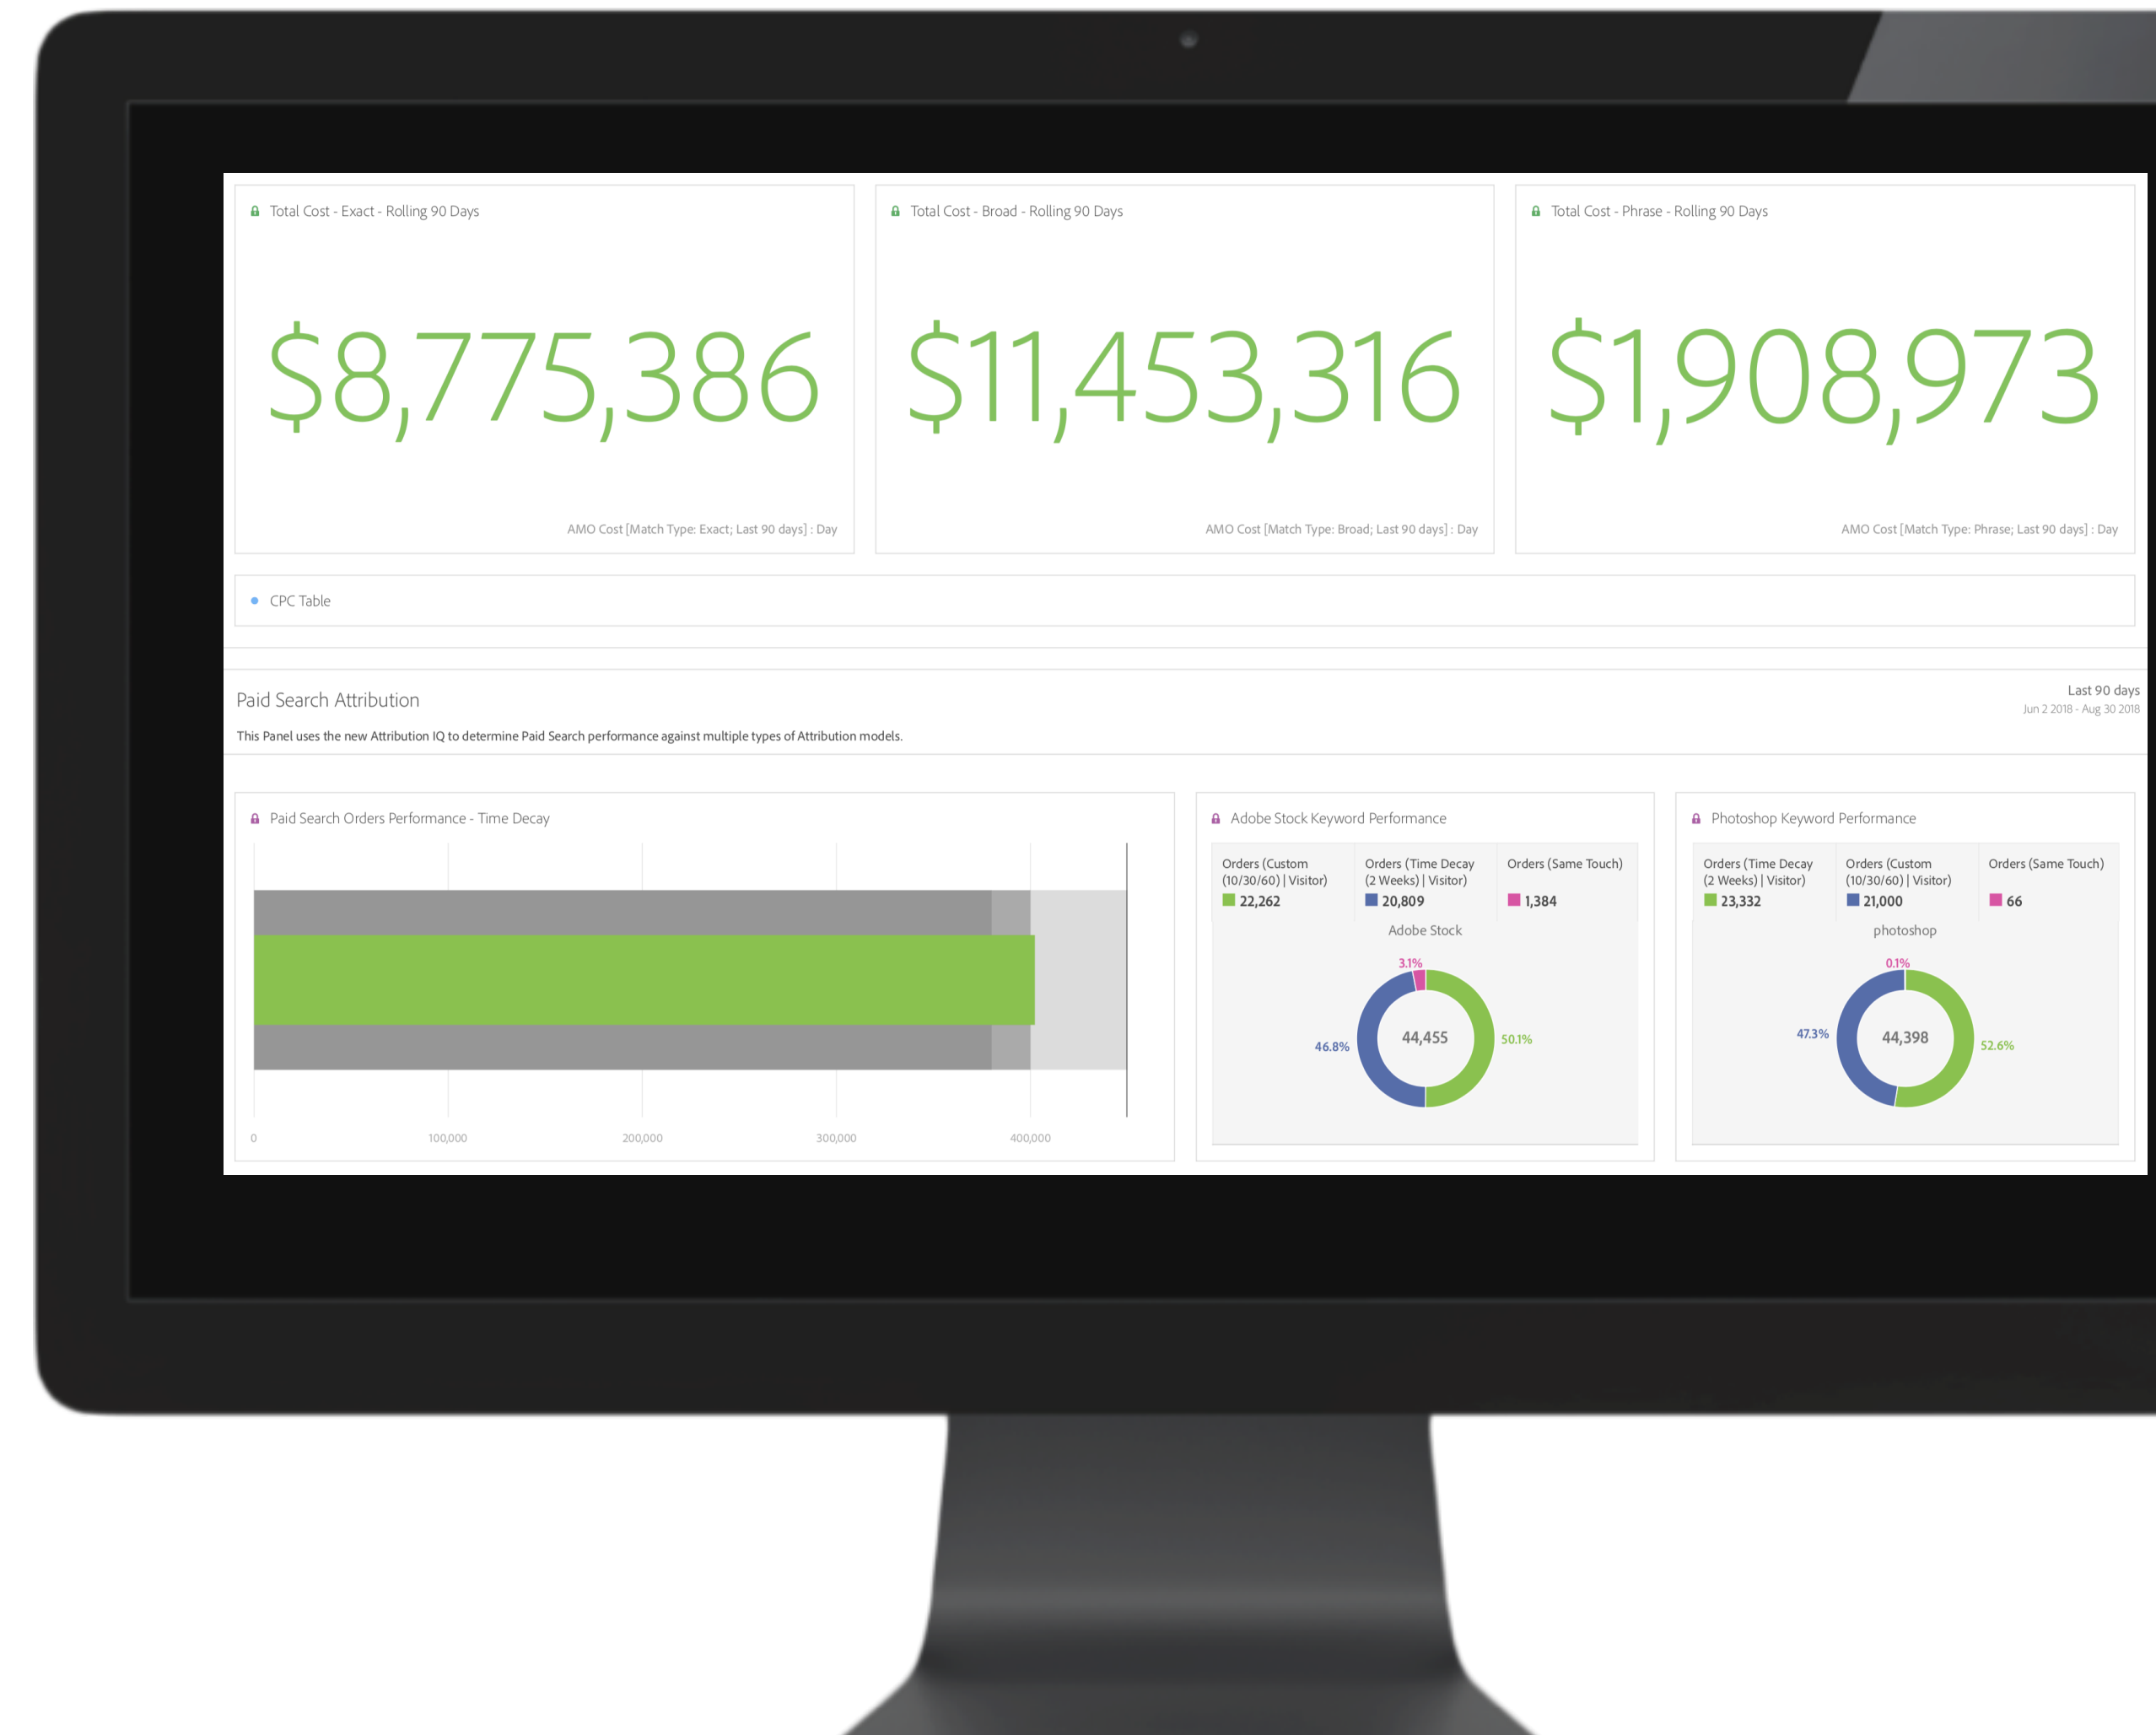 Total Cost - Exact - Rolling 90 Days
$8,775,386
AMO Cost [Match Type: Exact; Last 90 days] : Day
Total Cost - Broad - Rolling 90 Days
$11,453,316
AMO Cost [Match Type: Broad; Last 90 days] : Day
Total Cost - Phrase - Rolling 90 Days
$1,908,973
AMO Cost [Match Type: Phrase; Last 90 days] : Day
CPC Table
Paid Search Attribution
Last 90 days
Jun 2 2018 - Aug 30 2018
This Panel uses the new Attribution IQ to determine Paid Search performance against multiple types of Attribution models.
Paid Search Orders Performance - Time Decay
0
100,000
200,000
300,000
400,000
Adobe Stock Keyword Performance
Orders (Custom
(10/30/60) | Visitor)
22,262
Orders (Time Decay
(2 Weeks) | Visitor)
20,809
Orders (Same Touch)
1,384
Adobe Stock
3.1%
46.8%
44,455
50.1%
Photoshop Keyword Performance
Orders (Time Decay
(2 Weeks) | Visitor)
23,332
Orders (Custom
(10/30/60) | Visitor)
21,000
Orders (Same Touch)
66
photoshop
0.1%
47.3%
44,398
52.6%